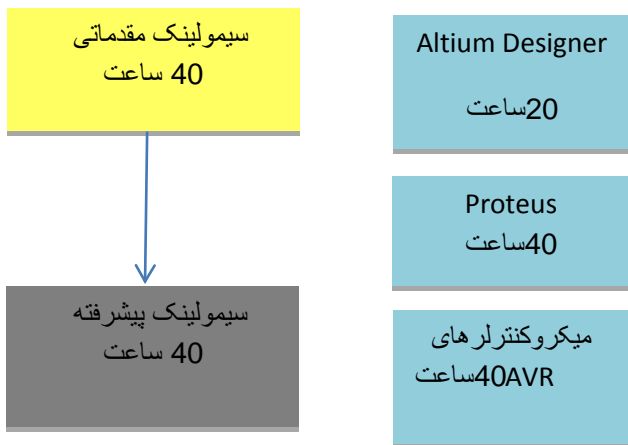 سیمولینک مقدماتی
40 ساعت
Altium Designer
20ساعت
Proteus
40ساعت
سیمولینک پیشرفته
40 ساعت
میکروکنترلرهای
40AVRساعت